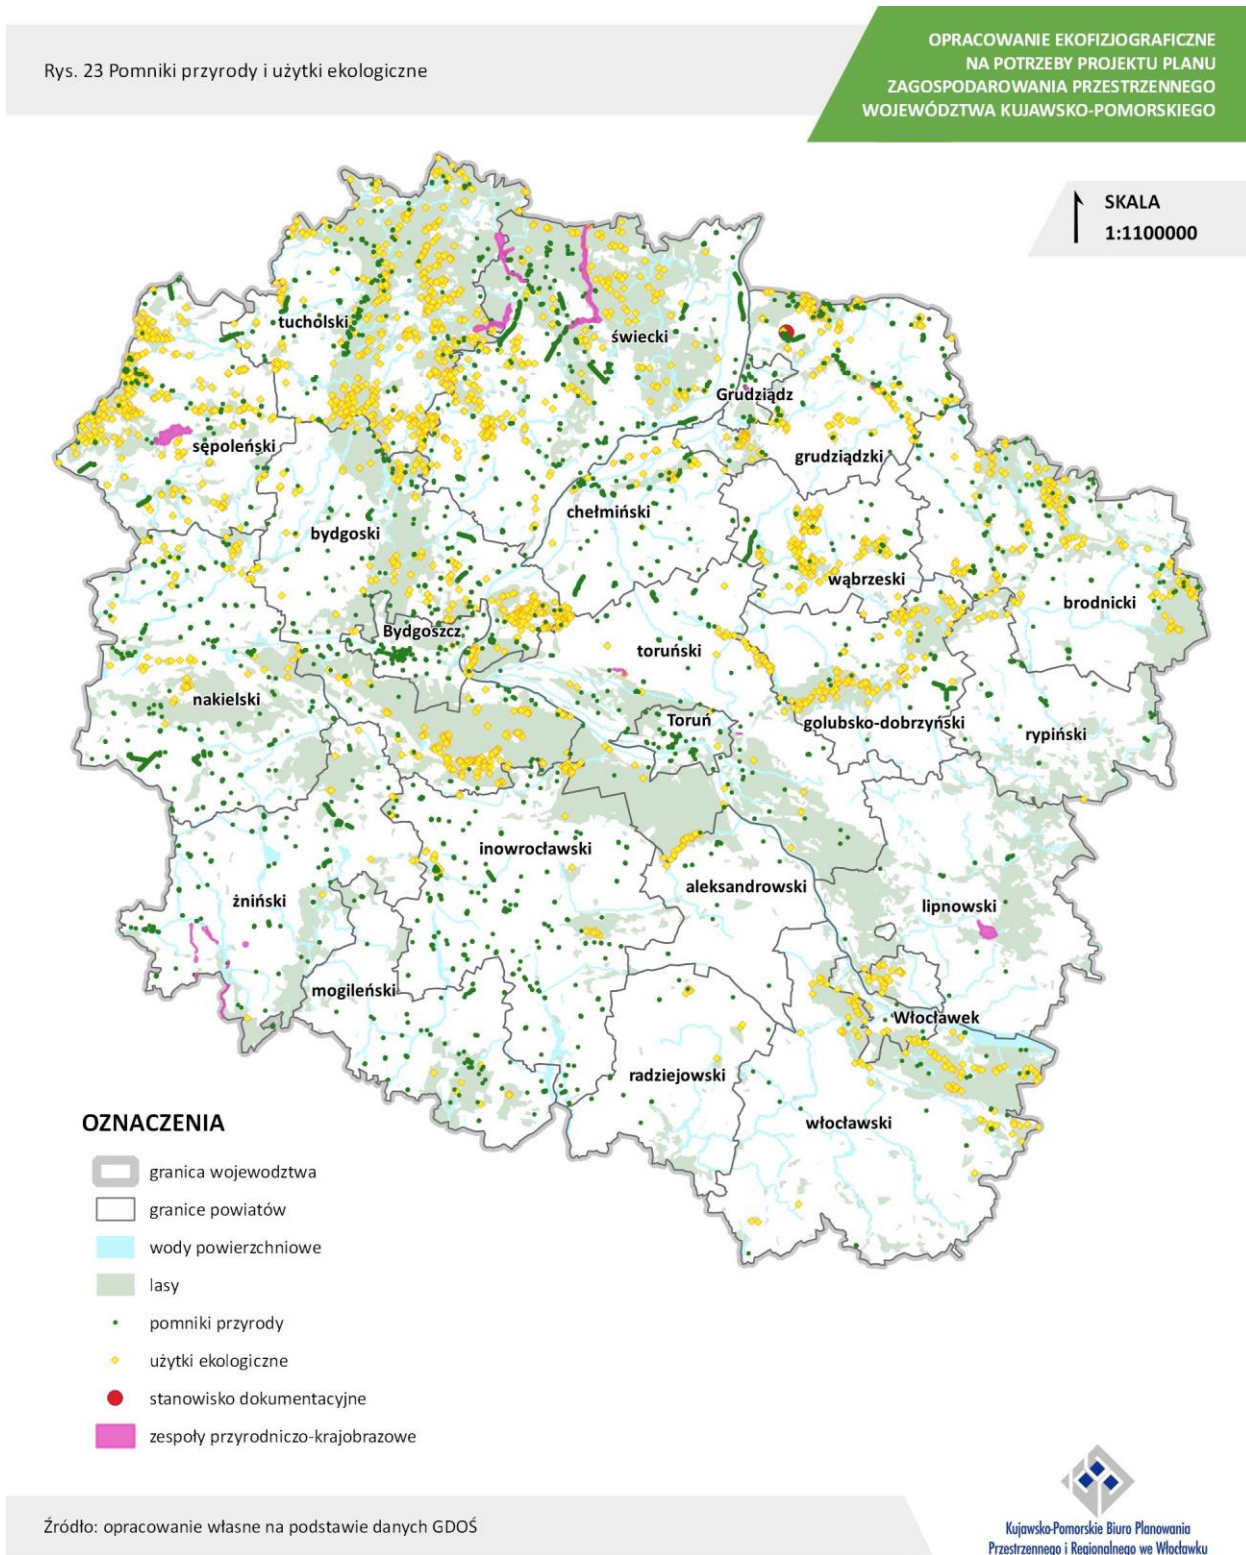 Rys. 23 Pomniki przyrody i użytki ekologiczne
OPRACOWANIE EKOFIZJOGRAFICZNE
NA POTRZEBY PROJEKTU PLANU
ZAGOSPODAROWANIA PRZESTRZENNEGO
WOJEWÓDZTWA KUJAWSKO-POMORSKIEGO
SKALA
1:1100000
tucholski
świecki
Grudziądz
sępoleński
grudziądzki
chełmiński
bydgoski
wąbrzeski
brodnicki
Bydgoszcz
toruński
nakielski
Toruń
golubsko-dobrzyński
rypiński
inowrocławski
aleksandrowski
żniński
lipnowski
mogileński
Włocławek
radziejowski
włocławski
OZNACZENIA
granica wojewodztwa
granice powiatów
wody powierzchniowe
lasy
pomniki przyrody
użytki ekologiczne
stanowisko dokumentacyjne
zespoły przyrodniczo-krajobrazowe
Źródło: opracowanie własne na podstawie danych GDOŚ
Kujawsko-Pomorskie Biuro Planowania
Przestrzennego i Regionalnego we Włocławku